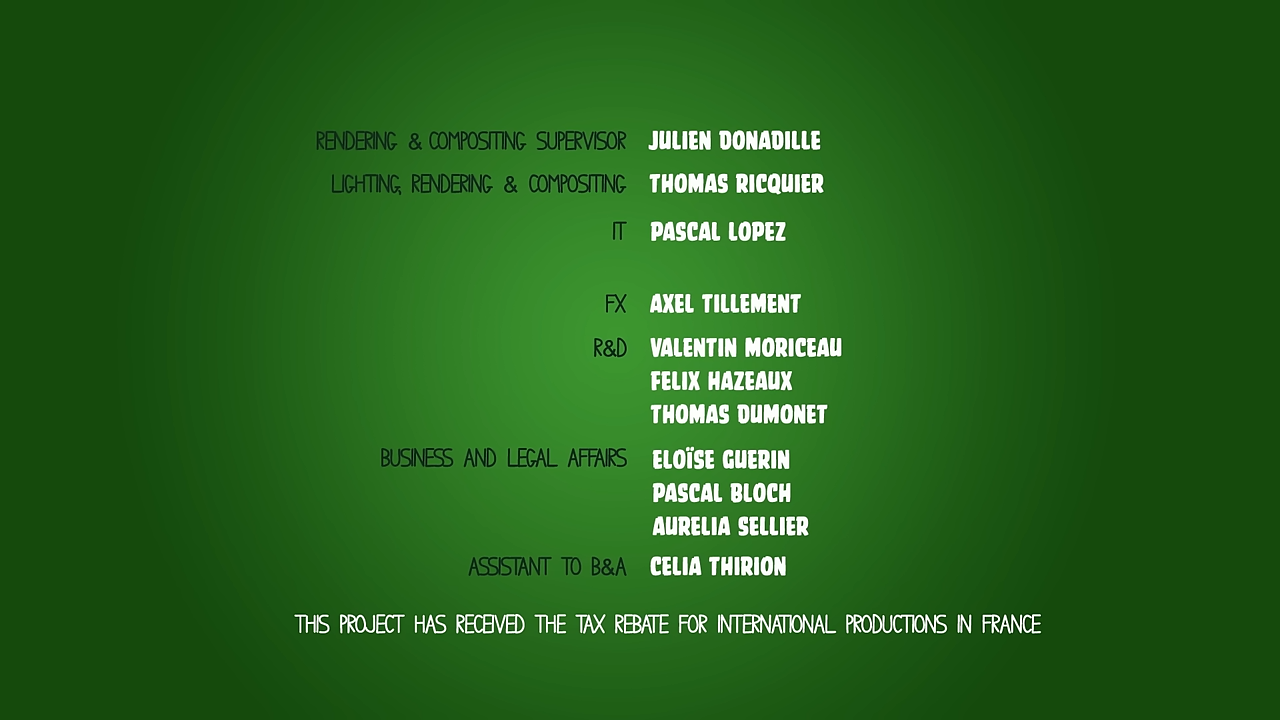 RENDERING & COMPOSITING SUPERVISOR JULIEN DONADILLE
LIGHTING, RENDERING & COMPOSITING THOMAS RICQUIER
IT PASCAL LOPEZ
FX AXEL TILLEMENT
R&D VALENTIN MORICEAU
FELIX HAZEAUX
THOMAS DUMONET
BUSINESS AND LEGAL AFFAIRS ELOÏSE GUERIN
PASCAL BLOCH
AURELIA SELLIER
ASSISTANT TO B&A CELIA THIRION
THIS PROJECT HAS RECEIVED THE TAX REBATE FOR INTERNATIONAL PRODUCTIONS IN FRANCE